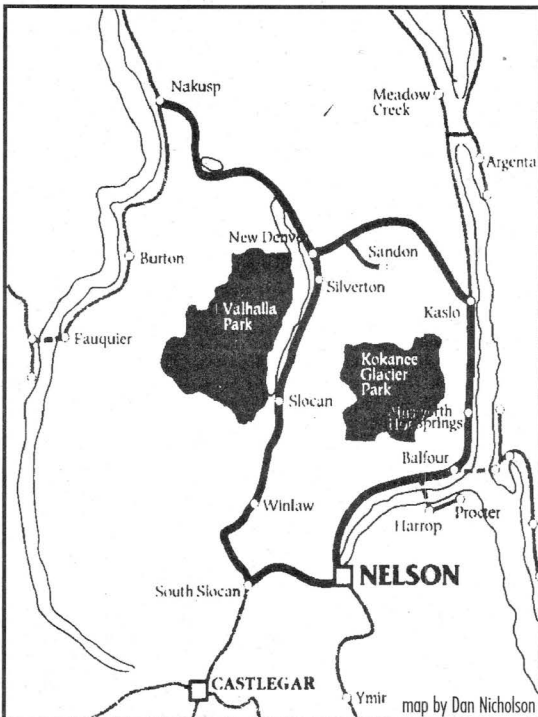 Nakusp
Meadow
Creek
Argenta
New Denver
Sandon
Burton
Silverton
Valhalla
Park
Kaslo
Fauquier
Kokanee
Glacier
Park
Slocan
Balfour
Winlaw
Harrop
Procter
NELSON
South Slocan
CASTLEGAR
Ymir
map by Dan Nicholson